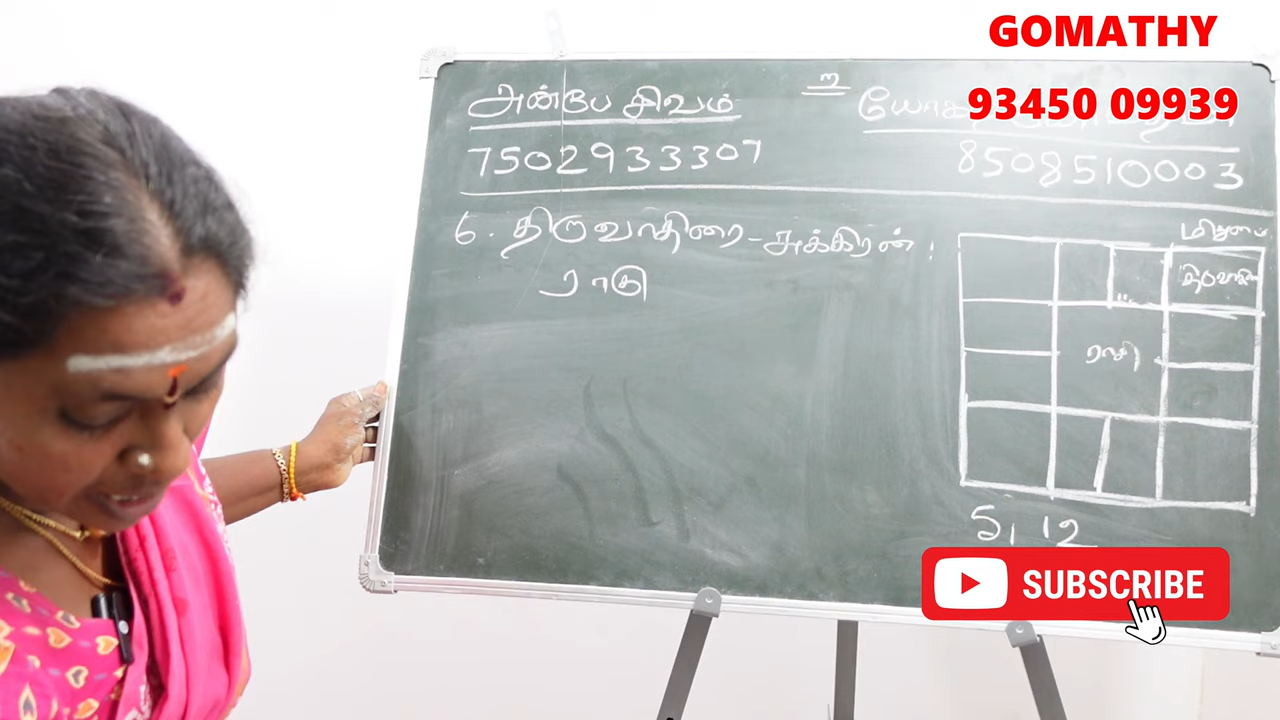 GOMATHY
93450 09939
உ
அன்பே சிவம்
7502933307
8508510003
6. திருவாதிரை - சுக்கிரன் :
ராகு
மிதுனம்
ராசி
5, 12
SUBSCRIBE